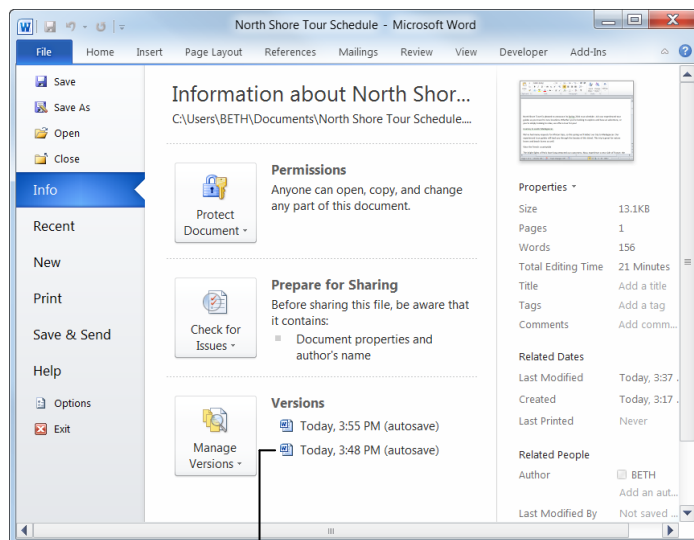 North Shore Tour Schedule - Microsoft Word
File Home Insert Page Layout References Mailings Review View Developer Add-Ins
Save
Save As
Open
Close
Info
Recent
New
Print
Save & Send
Help
Options
Exit
Information about North Shor...
C:\Users\BETH\Documents\North Shore Tour Schedule....
Protect
Document
Permissions
Anyone can open, copy, and change
any part of this document.
Check for
Issues
Prepare for Sharing
Before sharing this file, be aware that
it contains:
Document properties and
author's name
Manage
Versions
Versions
Today, 3:55 PM (autosave)
Today, 3:48 PM (autosave)
Properties
Size 13.1KB
Pages 1
Words 156
Total Editing Time 21 Minutes
Title Add a title
Tags Add a tag
Comments Add comm...
Related Dates
Last Modified Today, 3:37 .
Created Today, 3:17 .
Last Printed Never
Related People
Author BETH
Add an aut...
Last Modified By Not saved ...